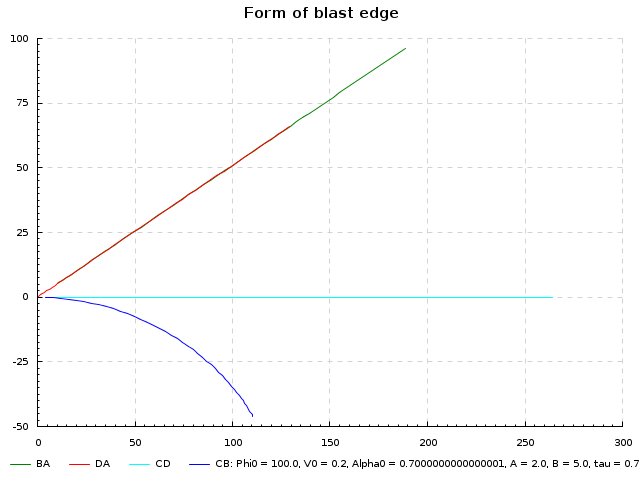 Form of blast edge
100
75
50
25
0
-25
-50
0 50 100 150 200 250 300
BA DA CD CB: Phi0 = 100.0, V0 = 0.2, Alpha0 = 0.7000000000000001, A = 2.0, B = 5.0, tau = 0.7